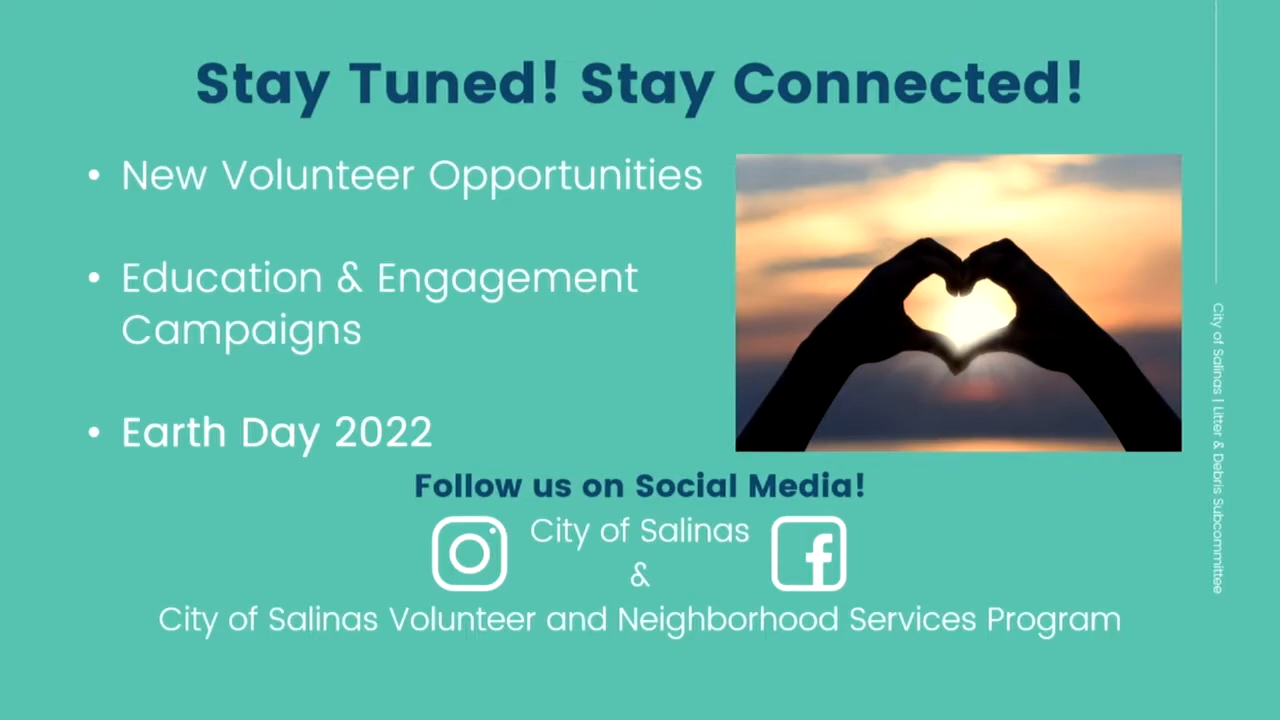 Stay Tuned! Stay Connected!
• New Volunteer Opportunities
• Education & Engagement
Campaigns
• Earth Day 2022
Follow us on Social Media!
City of Salinas
&
City of Salinas Volunteer and Neighborhood Services Program
City of Salinas | Litter & Debris Subcommittee